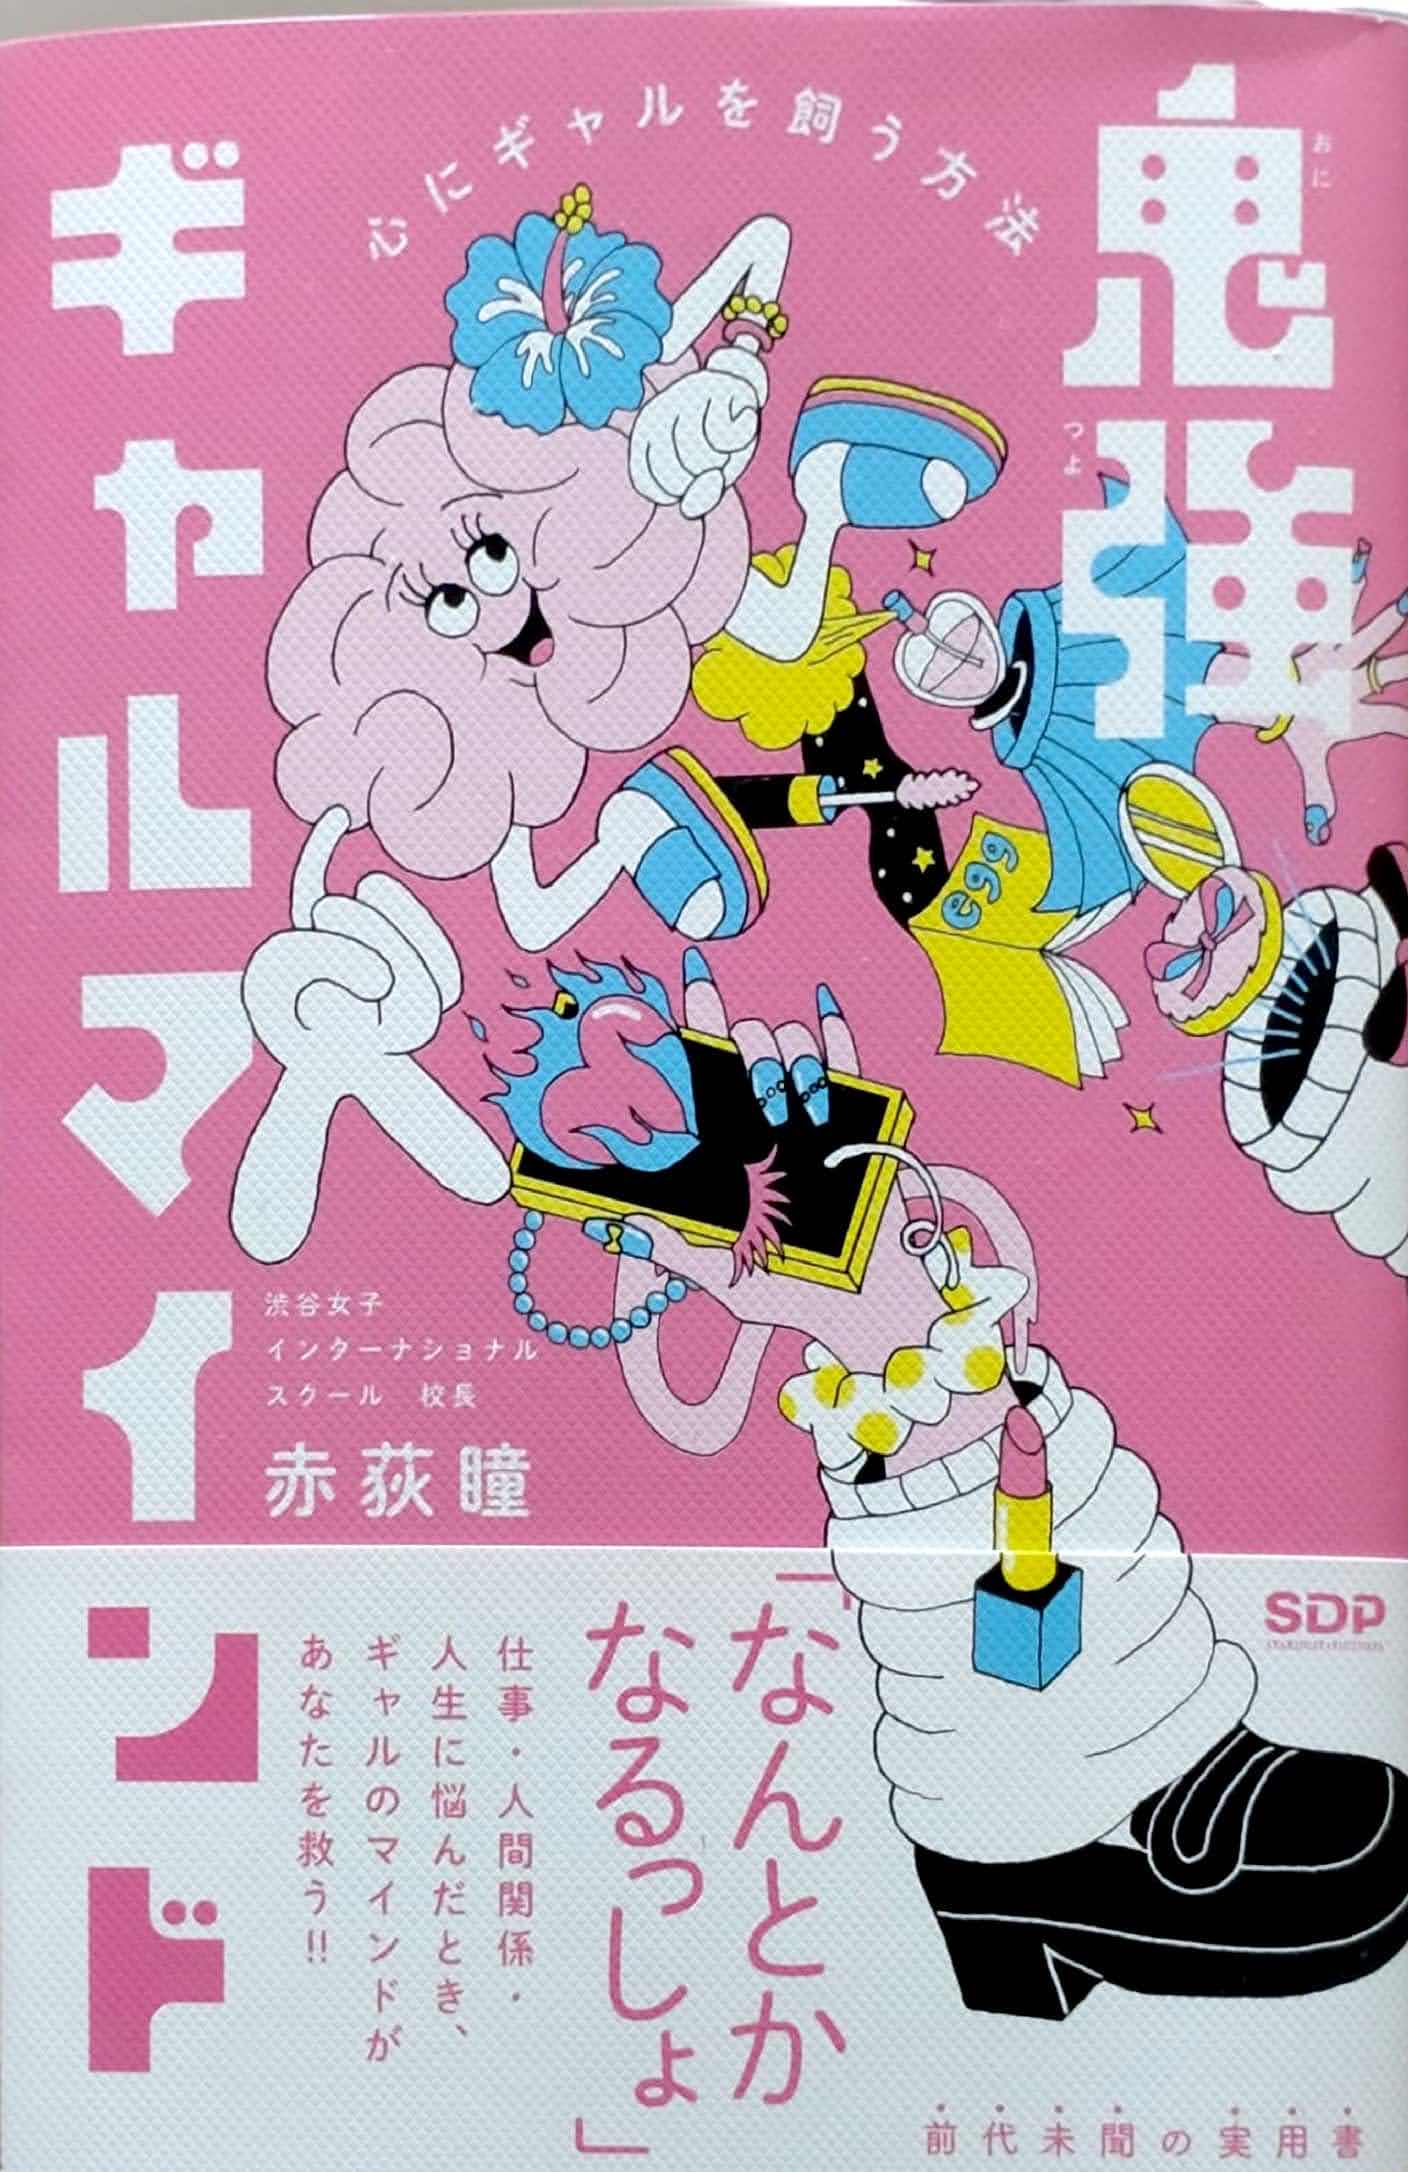 心にギャルを飼う方法
鬼強
おに
つよ
ギャルマインド
egg
渋谷女子
インターナショナル
スクール 校長
赤荻瞳
SDP
STARDUST PICTURES
「なんとか
なるっしょ」
仕事・人間関係・
人生に悩んだとき、
ギャルのマインドが
あなたを救う!!
前代未聞の実用書